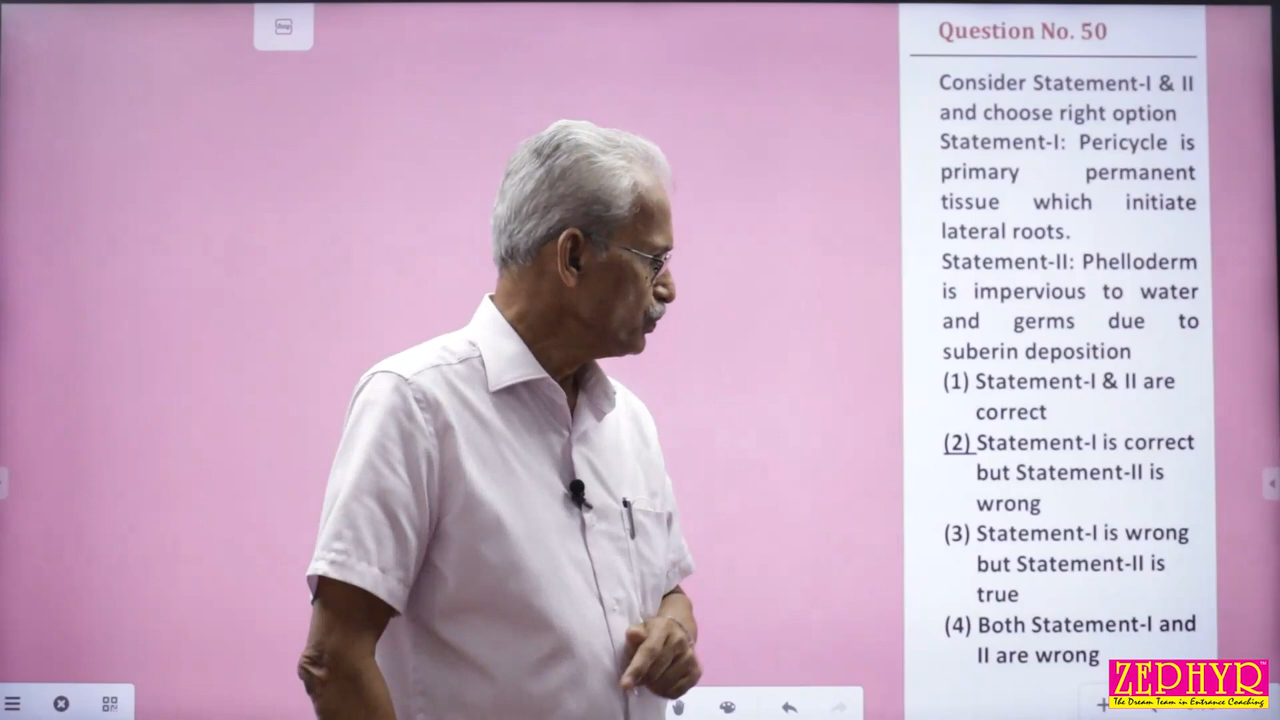 Question No. 50
Consider Statement-I & II
and choose right option
Statement-I: Pericycle is
primary permanent
tissue which initiate
lateral roots.
Statement-II: Phelloderm
is impervious to water
and germs due to
suberin deposition
(1) Statement-I & II are
correct
(2) Statement-I is correct
but Statement-II is
wrong
(3) Statement-I is wrong
but Statement-II is
true
(4) Both Statement-I and
II are wrong
ZEPHYR™
The Dream Team in Entrance Coaching